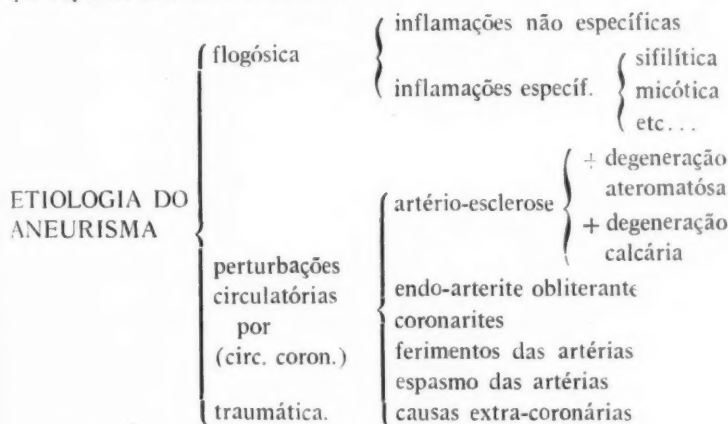 ETIOLOGIA DO
ANEURISMA
flogósica
inflamações não específicas
inflamações específ.
sifilítica
micótica
etc...
perturbações
circulatórias
por
(circ. coron.)
artério-esclerose
+ degeneração
ateromatósa
+ degeneração
calcária
endo-arterite obliterante
coronarites
ferimentos das artérias
espasmo das artérias
causas extra-coronárias
traumática.